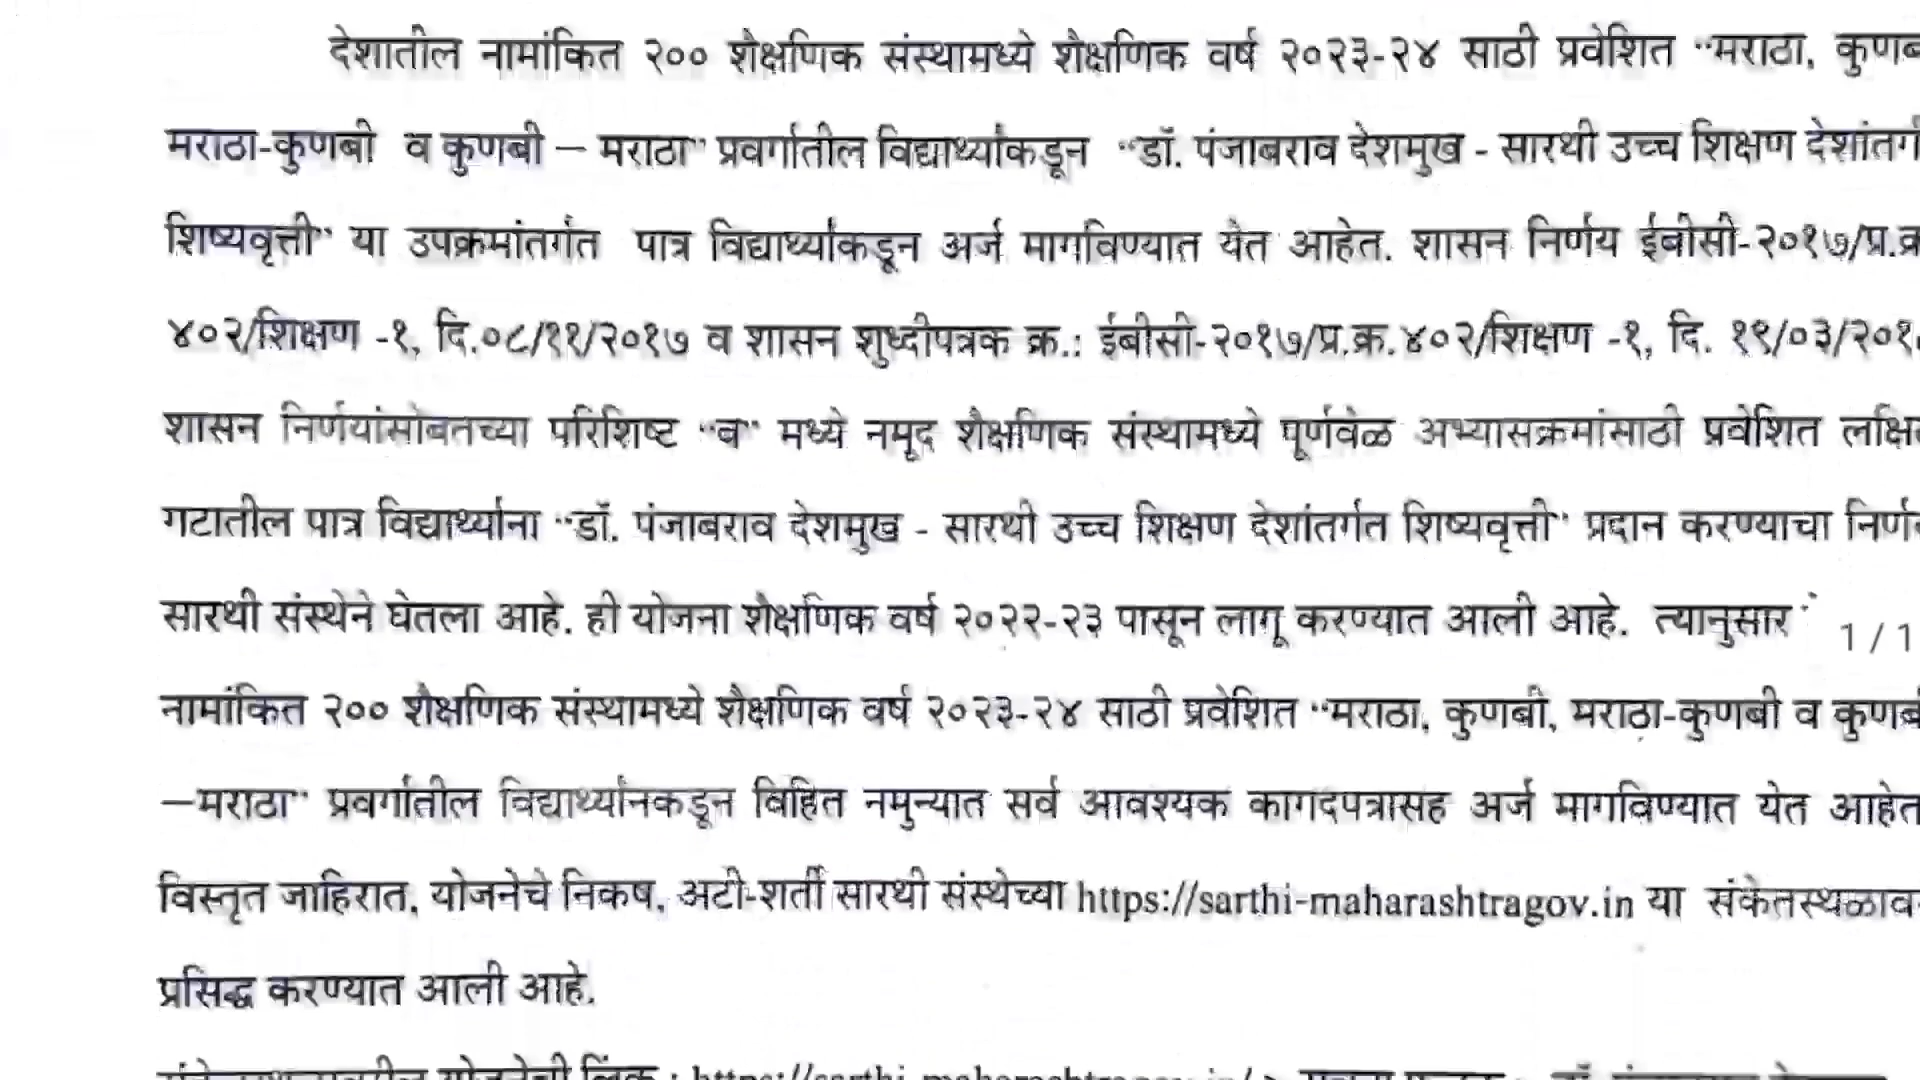 देशातील नामांकित २०० शैक्षणिक संस्थामध्ये शैक्षणिक वर्ष २०२३-२४ साठी प्रवेशित "मराठा, कुणब
मराठा-कुणबी व कुणबी – मराठा" प्रवर्गातील विद्यार्थ्यांकडून "डॉ. पंजाबराव देशमुख - सारथी उच्च शिक्षण देशांतर्ग
शिष्यवृत्ती" या उपक्रमांतर्गत पात्र विद्यार्थ्यांकडून अर्ज मागविण्यात येत आहेत. शासन निर्णय ईबीसी-२०१७/प्र.क्र
४०२/शिक्षण -१, दि.०८/११/२०१७ व शासन शुध्दीपत्रक क्र.: ईबीसी-२०१७/प्र.क्र.४०२/शिक्षण -१, दि. १९/०३/२०१
शासन निर्णयांसोबतच्या परिशिष्ट "ब" मध्ये नमूद शैक्षणिक संस्थामध्ये पूर्णवेळ अभ्यासक्रमांसाठी प्रवेशित लक्षि
गटातील पात्र विद्यार्थ्यांना "डॉ. पंजाबराव देशमुख - सारथी उच्च शिक्षण देशांतर्गत शिष्यवृत्ती" प्रदान करण्याचा निर्ण
सारथी संस्थेने घेतला आहे. ही योजना शैक्षणिक वर्ष २०२२-२३ पासून लागू करण्यात आली आहे. त्यानुसार
1 / 1
नामांकित २०० शैक्षणिक संस्थामध्ये शैक्षणिक वर्ष २०२३-२४ साठी प्रवेशित "मराठा, कुणबी, मराठा-कुणबी व कुणबी
–मराठा" प्रवर्गातील विद्यार्थ्यांनकडून विहित नमुन्यात सर्व आवश्यक कागदपत्रासह अर्ज मागविण्यात येत आहेत
विस्तृत जाहिरात, योजनेचे निकष, अटी-शर्ती सारथी संस्थेच्या https://sarthi-maharashtragov.in या संकेतस्थळाव
प्रसिद्ध करण्यात आली आहे.